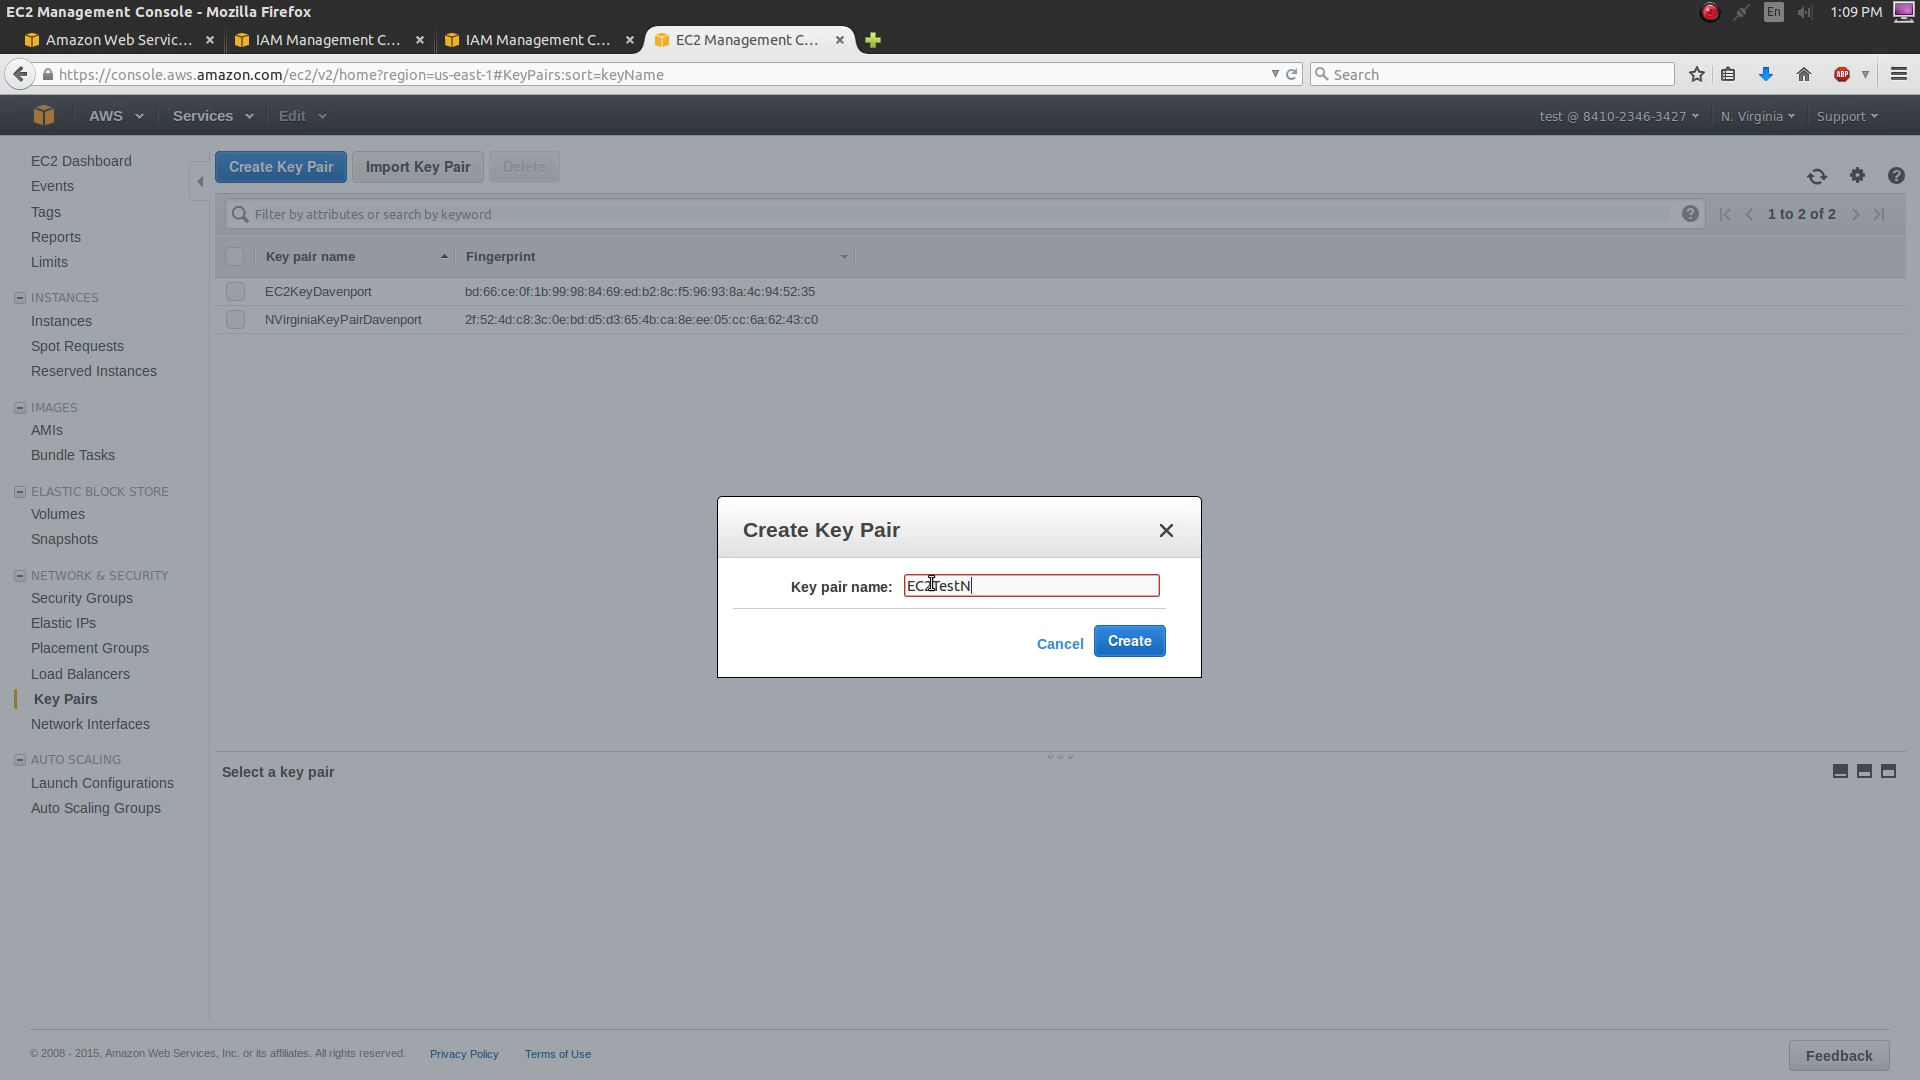 EC2 Management Console - Mozilla Firefox
En
1:09 PM
Amazon Web Servic...
IAM Management C...
IAM Management C...
EC2 Management C...
https://console.aws.amazon.com/ec2/v2/home?region=us-east-1#KeyPairs:sort=keyName
Search
ABP
AWS
Services
Edit
test @ 8410-2346-3427
N. Virginia
Support
EC2 Dashboard
Events
Tags
Reports
Limits
INSTANCES
Instances
Spot Requests
Reserved Instances
IMAGES
AMIs
Bundle Tasks
ELASTIC BLOCK STORE
Volumes
Snapshots
NETWORK & SECURITY
Security Groups
Elastic IPs
Placement Groups
Load Balancers
Key Pairs
Network Interfaces
AUTO SCALING
Launch Configurations
Auto Scaling Groups
Create Key Pair
Import Key Pair
Delete
Filter by attributes or search by keyword
1 to 2 of 2
Key pair name
Fingerprint
EC2KeyDavenport
bd:66:ce:0f:1b:99:98:84:69:ed:b2:8c:f5:96:93:8a:4c:94:52:35
NVirginiaKeyPairDavenport
2f:52:4d:c8:3c:0e:bd:d5:d3:65:4b:ca:8e:ee:05:cc:6a:62:43:c0
Create Key Pair
Key pair name:
EC2TestN
Cancel
Create
Select a key pair
© 2008 - 2015, Amazon Web Services, Inc. or its affiliates. All rights reserved.
Privacy Policy
Terms of Use
Feedback